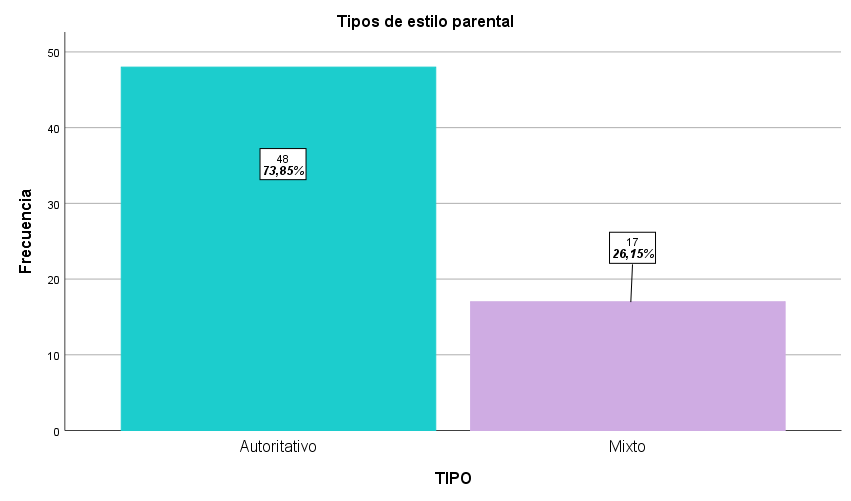 Tipos de estilo parental
Frecuencia
50
40
30
20
10
0
48
73,85%
17
26,15%
Autoritativo
Mixto
TIPO